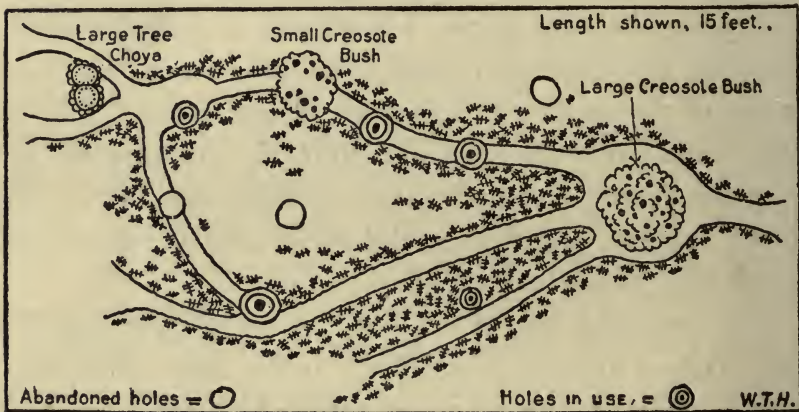 Length shown, 15 feet..
Large Tree
Choya
Small Creosote
Bush
Large Creosote Bush
Abandoned holes =
Holes in use, =
W.T.H.